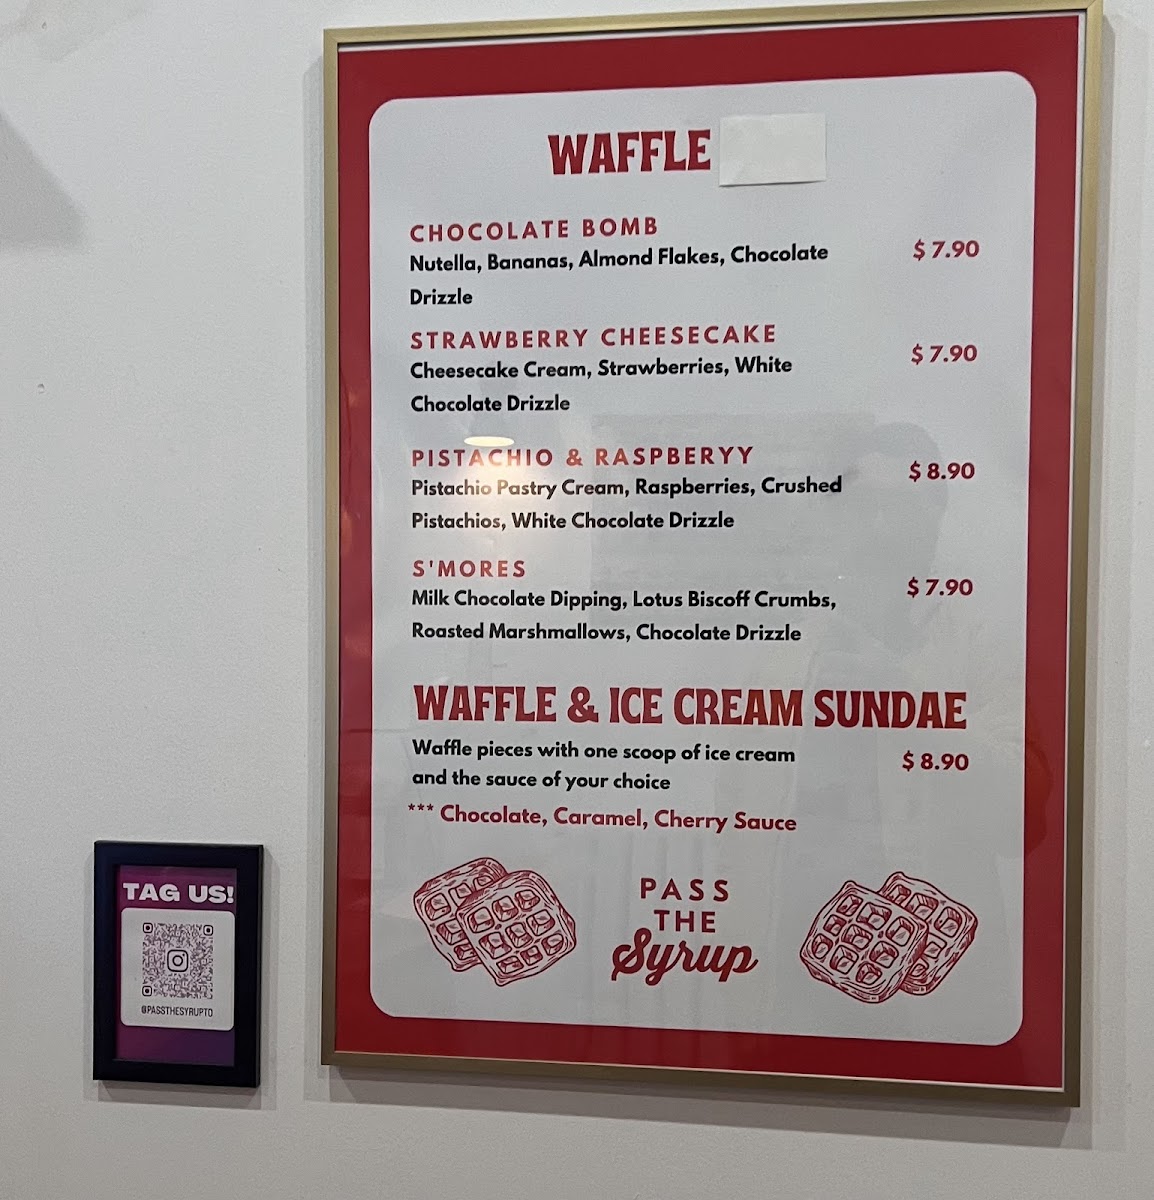 WAFFLE
CHOCOLATE BOMB
Nutella, Bananas, Almond Flakes, Chocolate
Drizzle
$ 7.90
STRAWBERRY CHEESECAKE
Cheesecake Cream, Strawberries, White
Chocolate Drizzle
$ 7.90
PISTACHIO & RASPBERYY
Pistachio Pastry Cream, Raspberries, Crushed
Pistachios, White Chocolate Drizzle
$ 8.90
S'MORES
Milk Chocolate Dipping, Lotus Biscoff Crumbs,
Roasted Marshmallows, Chocolate Drizzle
$ 7.90
WAFFLE & ICE CREAM SUNDAE
Waffle pieces with one scoop of ice cream
and the sauce of your choice
$ 8.90
*** Chocolate, Caramel, Cherry Sauce
PASS
THE
Syrup
TAG US!
@PASSTHESYRUPTO